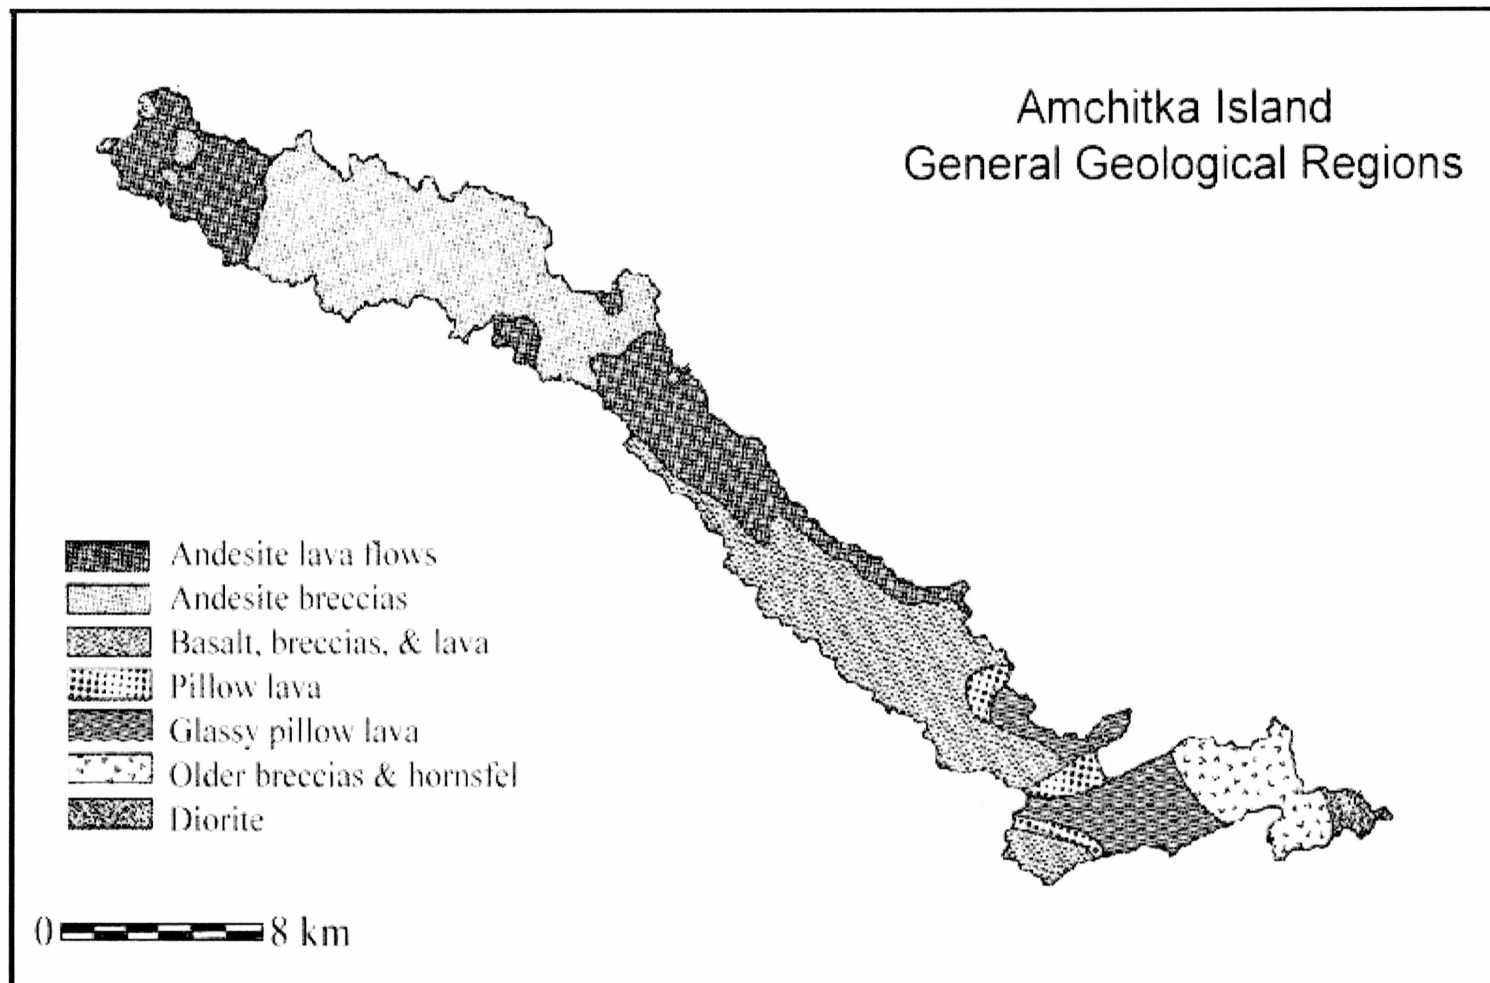 Amchitka Island
General Geological Regions
Andesite lava flows
Andesite breccias
Basalt, breccias, & lava
Pillow lava
Glassy pillow lava
Older breccias & hornsfel
Diorite
0 8 km